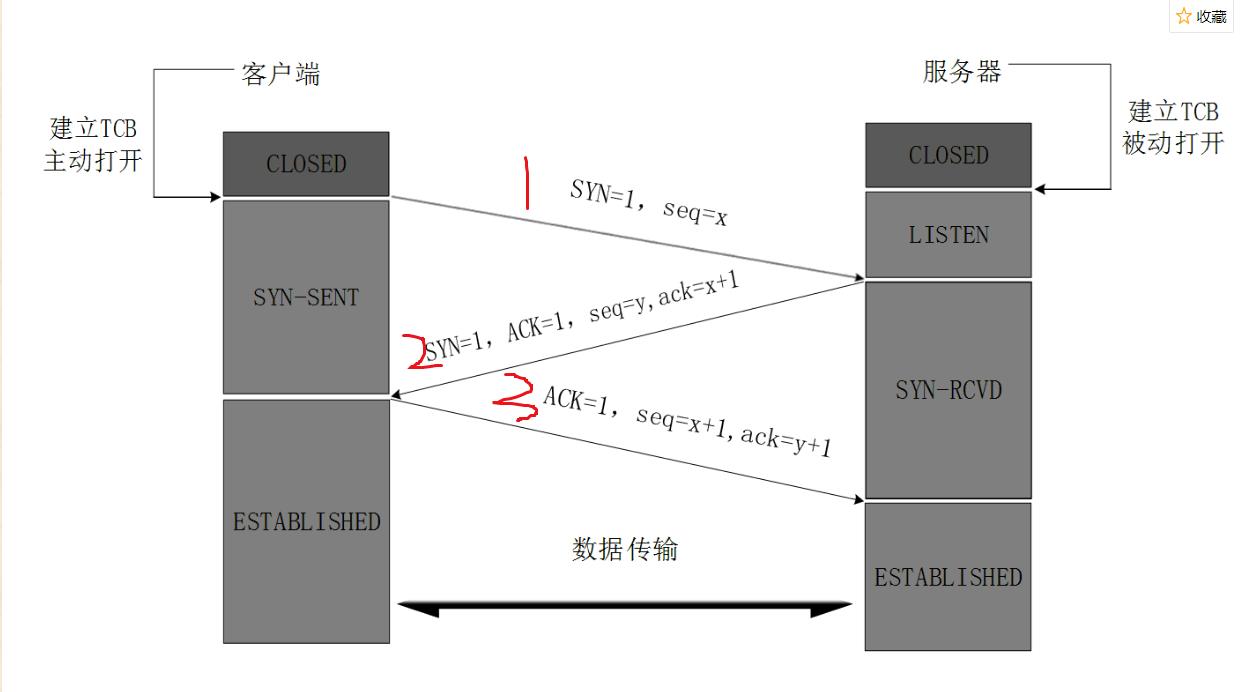 收藏
客户端
服务器
建立TCB
主动打开
建立TCB
被动打开
CLOSED
CLOSED
1
SYN=1, seq=x
LISTEN
SYN-SENT
2
SYN=1, ACK=1, seq=y,ack=x+1
3
ACK=1, seq=x+1,ack=y+1
SYN-RCVD
ESTABLISHED
数据传输
ESTABLISHED